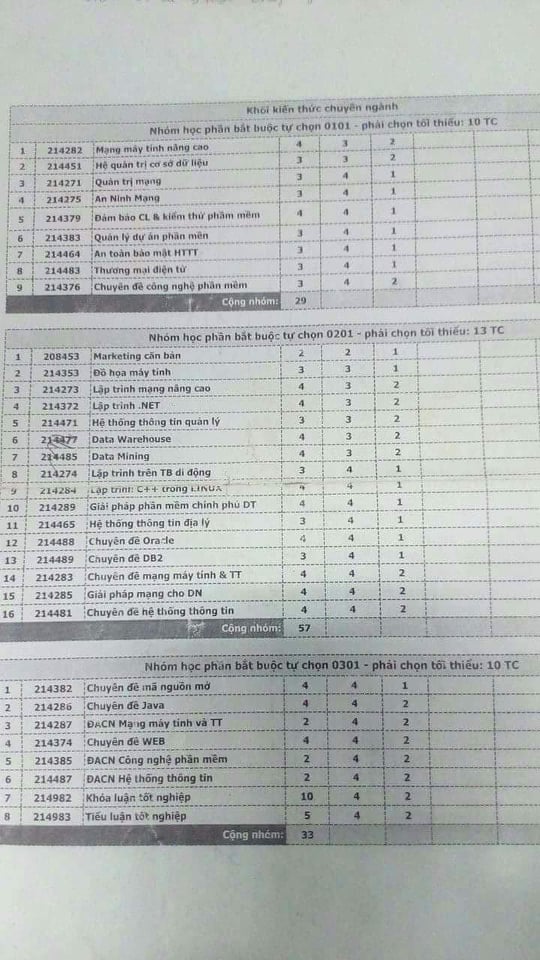 Khối kiến thức chuyên ngành
Nhóm học phần bắt buộc tự chọn 0101 - phải chọn tối thiểu: 10 TC
1 214282 Mạng máy tính nâng cao 4 3 2
2 214451 Hệ quản trị cơ sở dữ liệu 3 3 2
3 214271 Quản trị mạng 3 4 1
4 214275 An Ninh Mạng 3 4 1
5 214379 Đảm bảo CL & kiểm thử phầm mềm 4 4 1
6 214383 Quản lý dự án phần mền 3 4 1
7 214464 An toàn bảo mật HTTT 3 4 1
8 214483 Thương mại điện tử 3 4 1
9 214376 Chuyên đề công nghệ phần mềm 3 4 2
Cộng nhóm: 29
Nhóm học phần bắt buộc tự chọn 0201 - phải chọn tối thiểu: 13 TC
1 208453 Marketing căn bản 2 2 1
2 214353 Đồ họa máy tính 3 3 1
3 214273 Lập trình mạng nâng cao 4 3 2
4 214372 Lập trình .NET 4 3 2
5 214471 Hệ thống thông tin quản lý 3 3 2
6 214477 Data Warehouse 4 3 2
7 214485 Data Mining 4 3 2
8 214274 Lập trình trên TB di động 3 4 1
9 214284 Lập trình C++ trong LINUX 4 4 1
10 214289 Giải pháp phần mềm chính phủ DT 4 4 1
11 214465 Hệ thống thông tin địa lý 3 4 1
12 214488 Chuyên đề Oracle 4 4 1
13 214489 Chuyên đề DB2 3 4 1
14 214283 Chuyên đề mạng máy tính & TT 4 4 2
15 214285 Giải pháp mạng cho DN 4 4 2
16 214481 Chuyên đề hệ thống thông tin 4 4 2
Cộng nhóm: 57
Nhóm học phần bắt buộc tự chọn 0301 - phải chọn tối thiểu: 10 TC
1 214382 Chuyên đề mã nguồn mở 4 4 1
2 214286 Chuyên đề Java 4 4 2
3 214287 ĐACN Mạng máy tính và TT 2 4 2
4 214374 Chuyên đề WEB 4 4 2
5 214385 ĐACN Công nghệ phần mềm 2 4 2
6 214487 ĐACN Hệ thống thông tin 2 4 2
7 214982 Khóa luận tốt nghiệp 10 4 2
8 214983 Tiểu luận tốt nghiệp 5 4 2
Cộng nhóm: 33